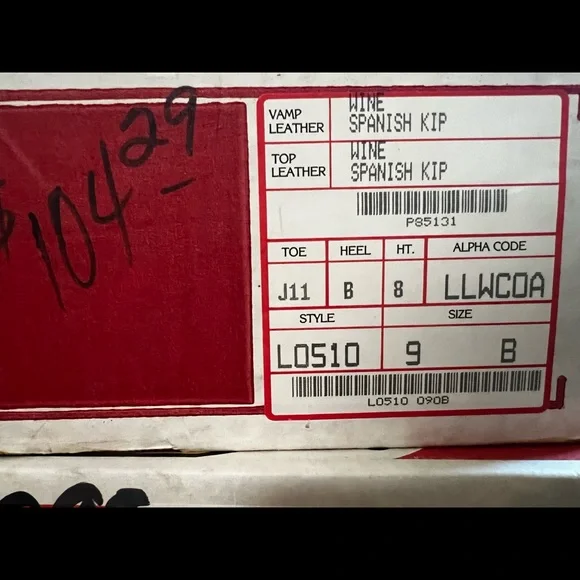 $104.29
VAMP LEATHER WINE
SPANISH KIP
TOP LEATHER WINE
SPANISH KIP
P85131
TOE HEEL HT. ALPHA CODE
J11 B 8 LLWCOA
STYLE SIZE
L0510 9 B
L0510 090B